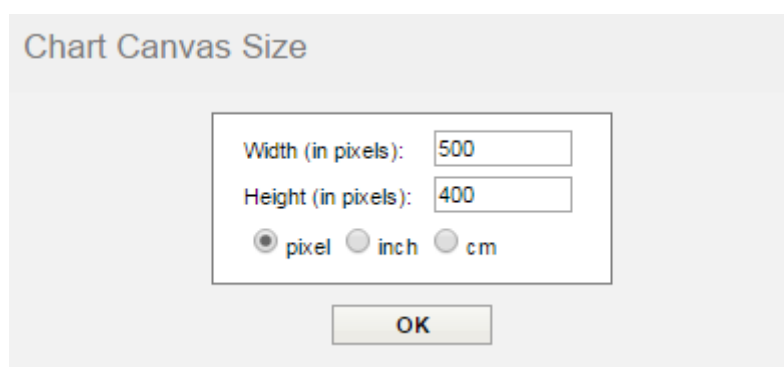 Chart Canvas Size
Width (in pixels): 500
Height (in pixels): 400
pixel inch cm
OK